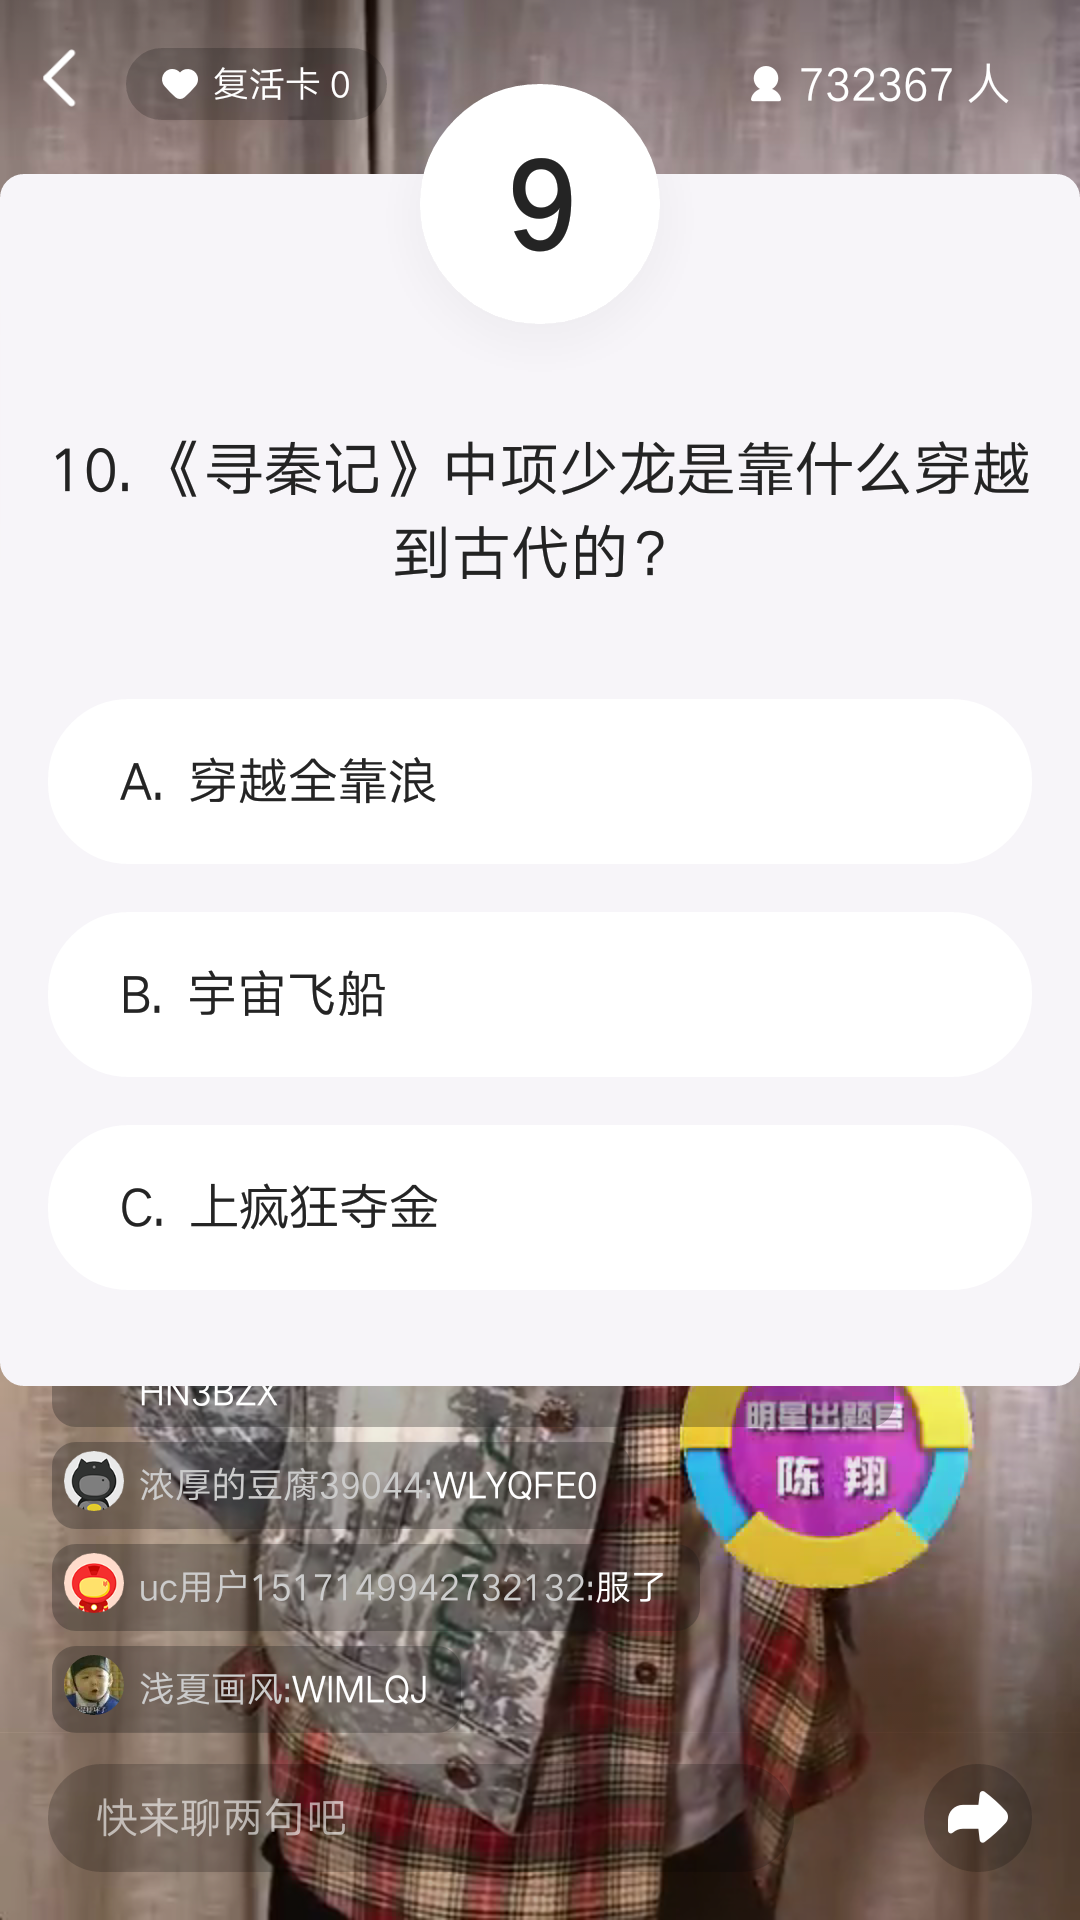 复活卡 0
732367 人
9
10.《寻秦记》中项少龙是靠什么穿越
到古代的?
A. 穿越全靠浪
B. 宇宙飞船
C. 上疯狂夺金
HN3BZX
明星出题官
陈 翔
浓厚的豆腐39044:WLYQFE0
uc用户1517149942732132:服了
浅夏画风:WIMLQJ
快来聊两句吧